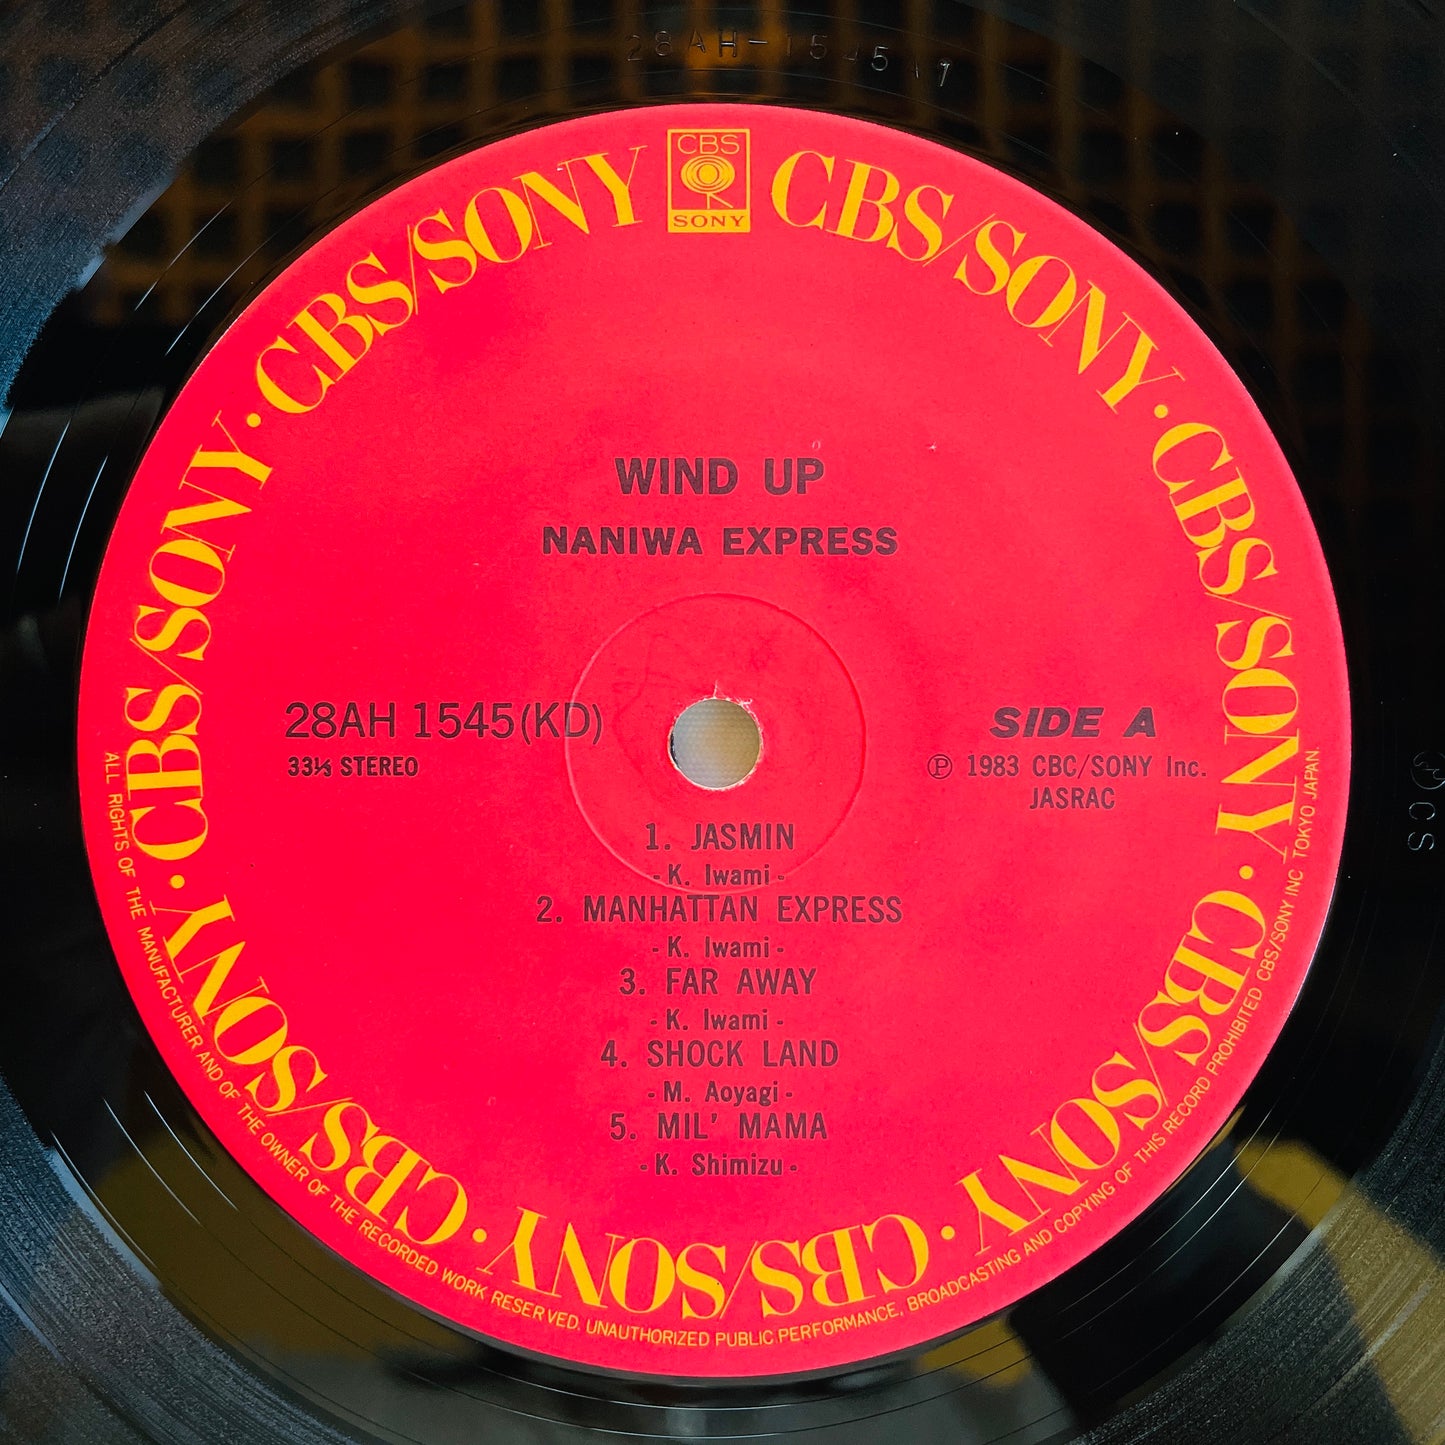 28AH-1545A1
CBS
SONY
CBS/SONY · CBS/SONY · CBS/SONY · CBS/SONY · CBS/SONY · CBS/SONY · CBS/SONY · CBS/SONY
WIND UP
NANIWA EXPRESS
28AH 1545(KD)
33⅓ STEREO
SIDE A
Ⓟ 1983 CBC/SONY Inc.
JASRAC
1. JASMIN
- K. Iwami -
2. MANHATTAN EXPRESS
- K. Iwami -
3. FAR AWAY
- K. Iwami -
4. SHOCK LAND
- M. Aoyagi -
5. MIL' MAMA
- K. Shimizu -
ALL RIGHTS OF THE MANUFACTURER AND OF THE OWNER OF THE RECORDED WORK RESERVED. UNAUTHORIZED PUBLIC PERFORMANCE, BROADCASTING AND COPYING OF THIS RECORD PROHIBITED CBS/SONY INC TOKYO JAPAN
Ⓟ CS